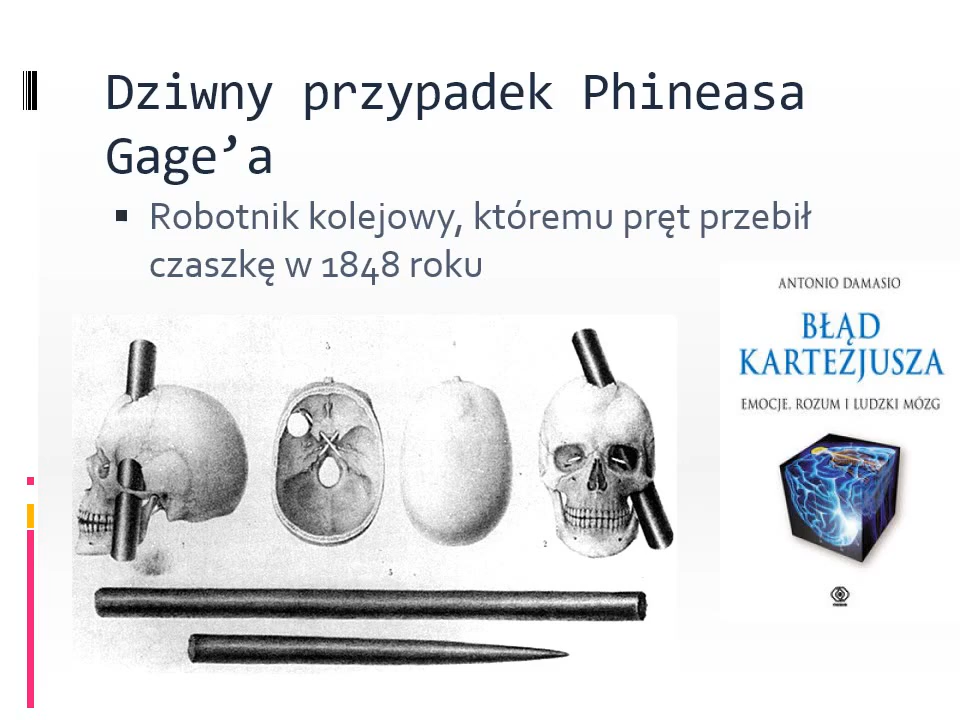 Dziwny przypadek Phineasa
Gage’a
▪ Robotnik kolejowy, któremu pręt przebił
czaszkę w 1848 roku
ANTONIO DAMASIO
BŁĄD
KARTEZJUSZA
EMOCJE, ROZUM I LUDZKI MÓZG